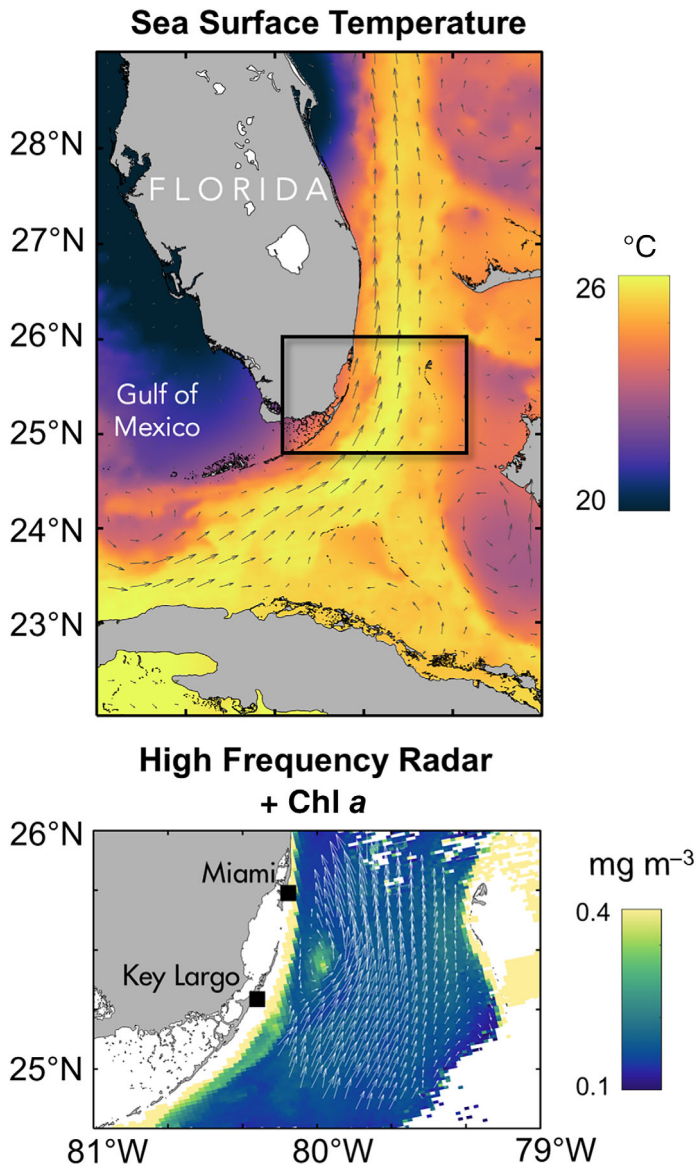 Sea Surface Temperature
28°N
FLORIDA
27°N
°C
26
26°N
Gulf of
Mexico
25°N
20
24°N
23°N
High Frequency Radar
+ Chl a
26°N
mg m⁻³
Miami
0.4
Key Largo
25°N
0.1
81°W 80°W 79°W